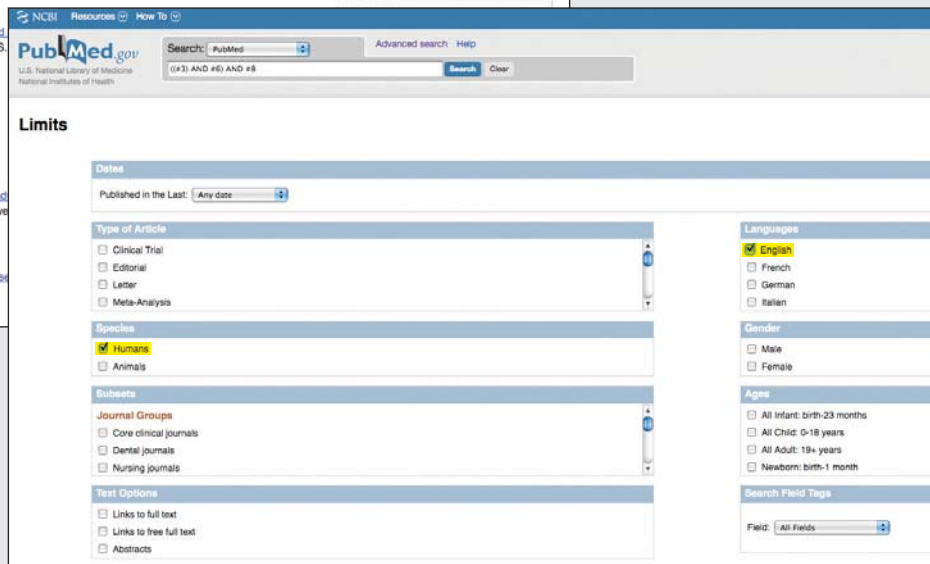 NCBI Resources How To
PubMed.gov
U.S. National Library of Medicine
National Institutes of Health
Search: PubMed
Advanced search Help
((#3) AND #6) AND #8
Search Clear
Limits
Dates
Published in the Last: Any date
Type of Article
Clinical Trial
Editorial
Letter
Meta-Analysis
Languages
English
French
German
Italian
Species
Humans
Animals
Gender
Male
Female
Subsets
Journal Groups
Core clinical journals
Dental journals
Nursing journals
Ages
All Infant: birth-23 months
All Child: 0-18 years
All Adult: 19+ years
Newborn: birth-1 month
Text Options
Links to full text
Links to free full text
Abstracts
Search Field Tags
Field: All Fields